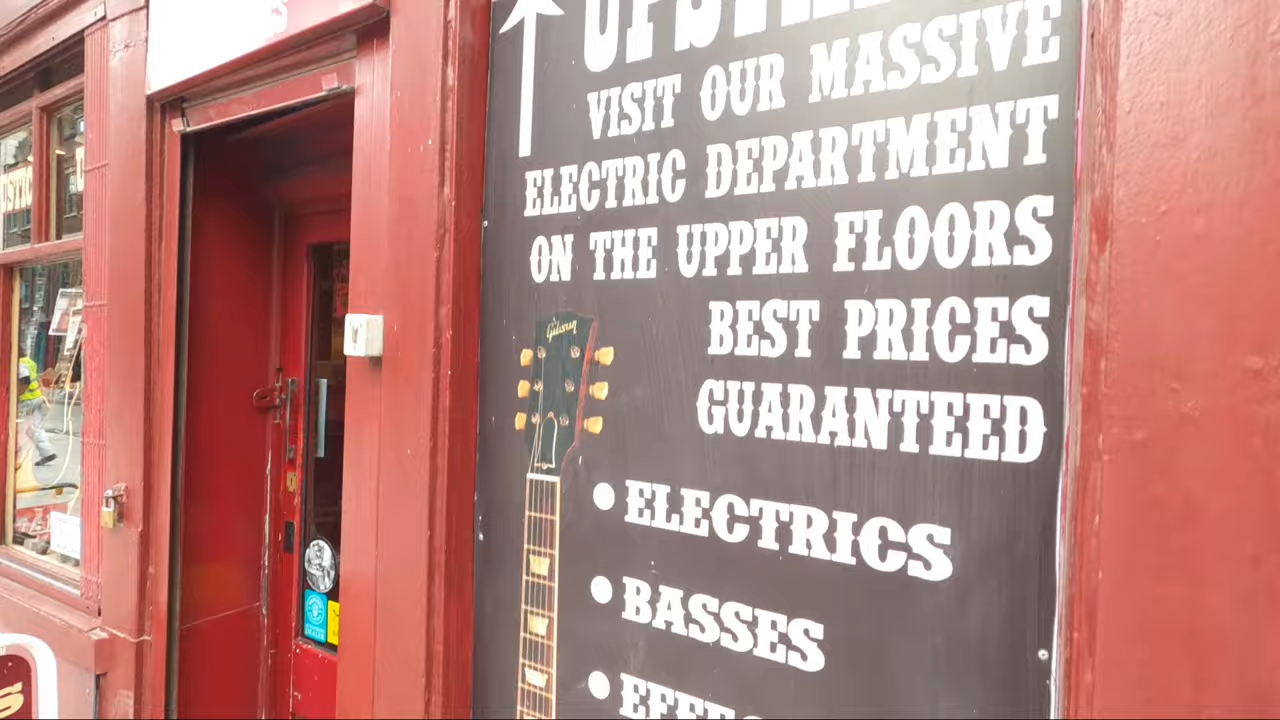 VISIT OUR MASSIVE
ELECTRIC DEPARTMENT
ON THE UPPER FLOORS
BEST PRICES
GUARANTEED
Gibson
• ELECTRICS
• BASSES